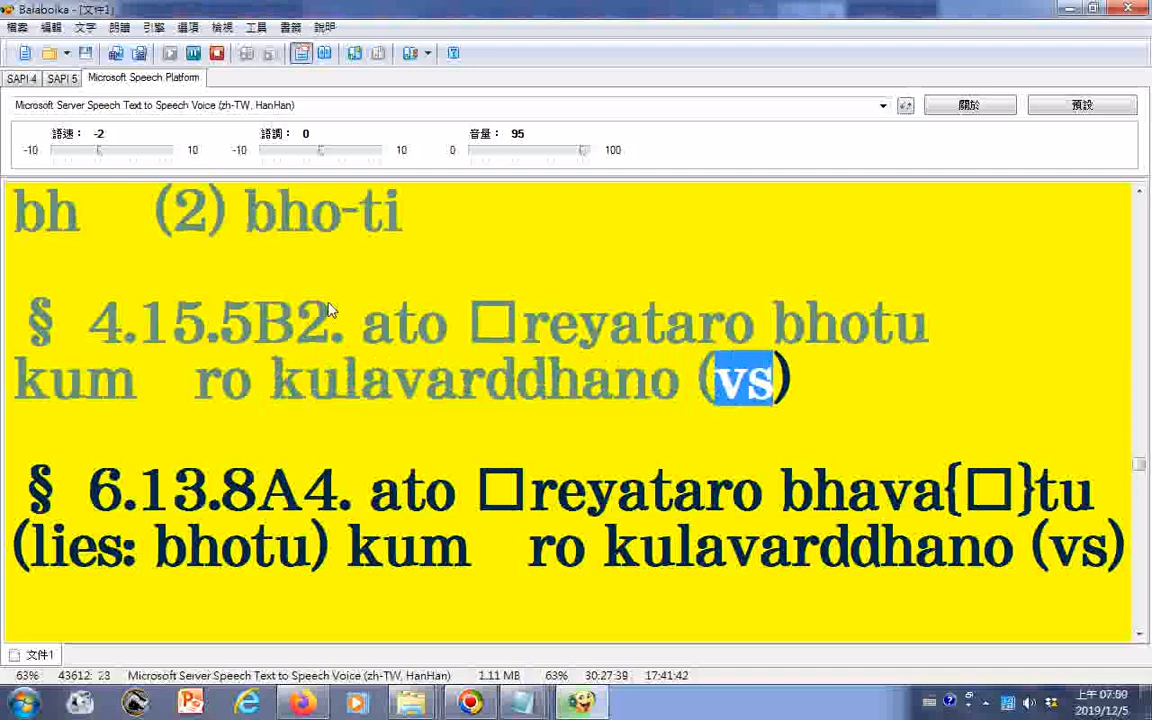 Balabolka - [文件1]
檔案 編輯 文字 朗讀 引擎 選項 檢視 工具 書籤 說明
SAPI 4 SAPI 5 Microsoft Speech Platform
Microsoft Server Speech Text to Speech Voice (zh-TW, HanHan) 關於 預設
語速： -2 語調： 0 音量： 95
-10 10 -10 10 0 100
bh (2) bho-ti
§ 4.15.5B2. ato □reyataro bhotu
kum ro kulavarddhano (vs)
§ 6.13.8A4. ato □reyataro bhava{□}tu
(lies: bhotu) kum ro kulavarddhano (vs)
文件1
63% 43612: 23 Microsoft Server Speech Text to Speech Voice (zh-TW, HanHan) 1.11 MB 63% 30:27:39 17:41:42
上午 07:00
2019/12/5